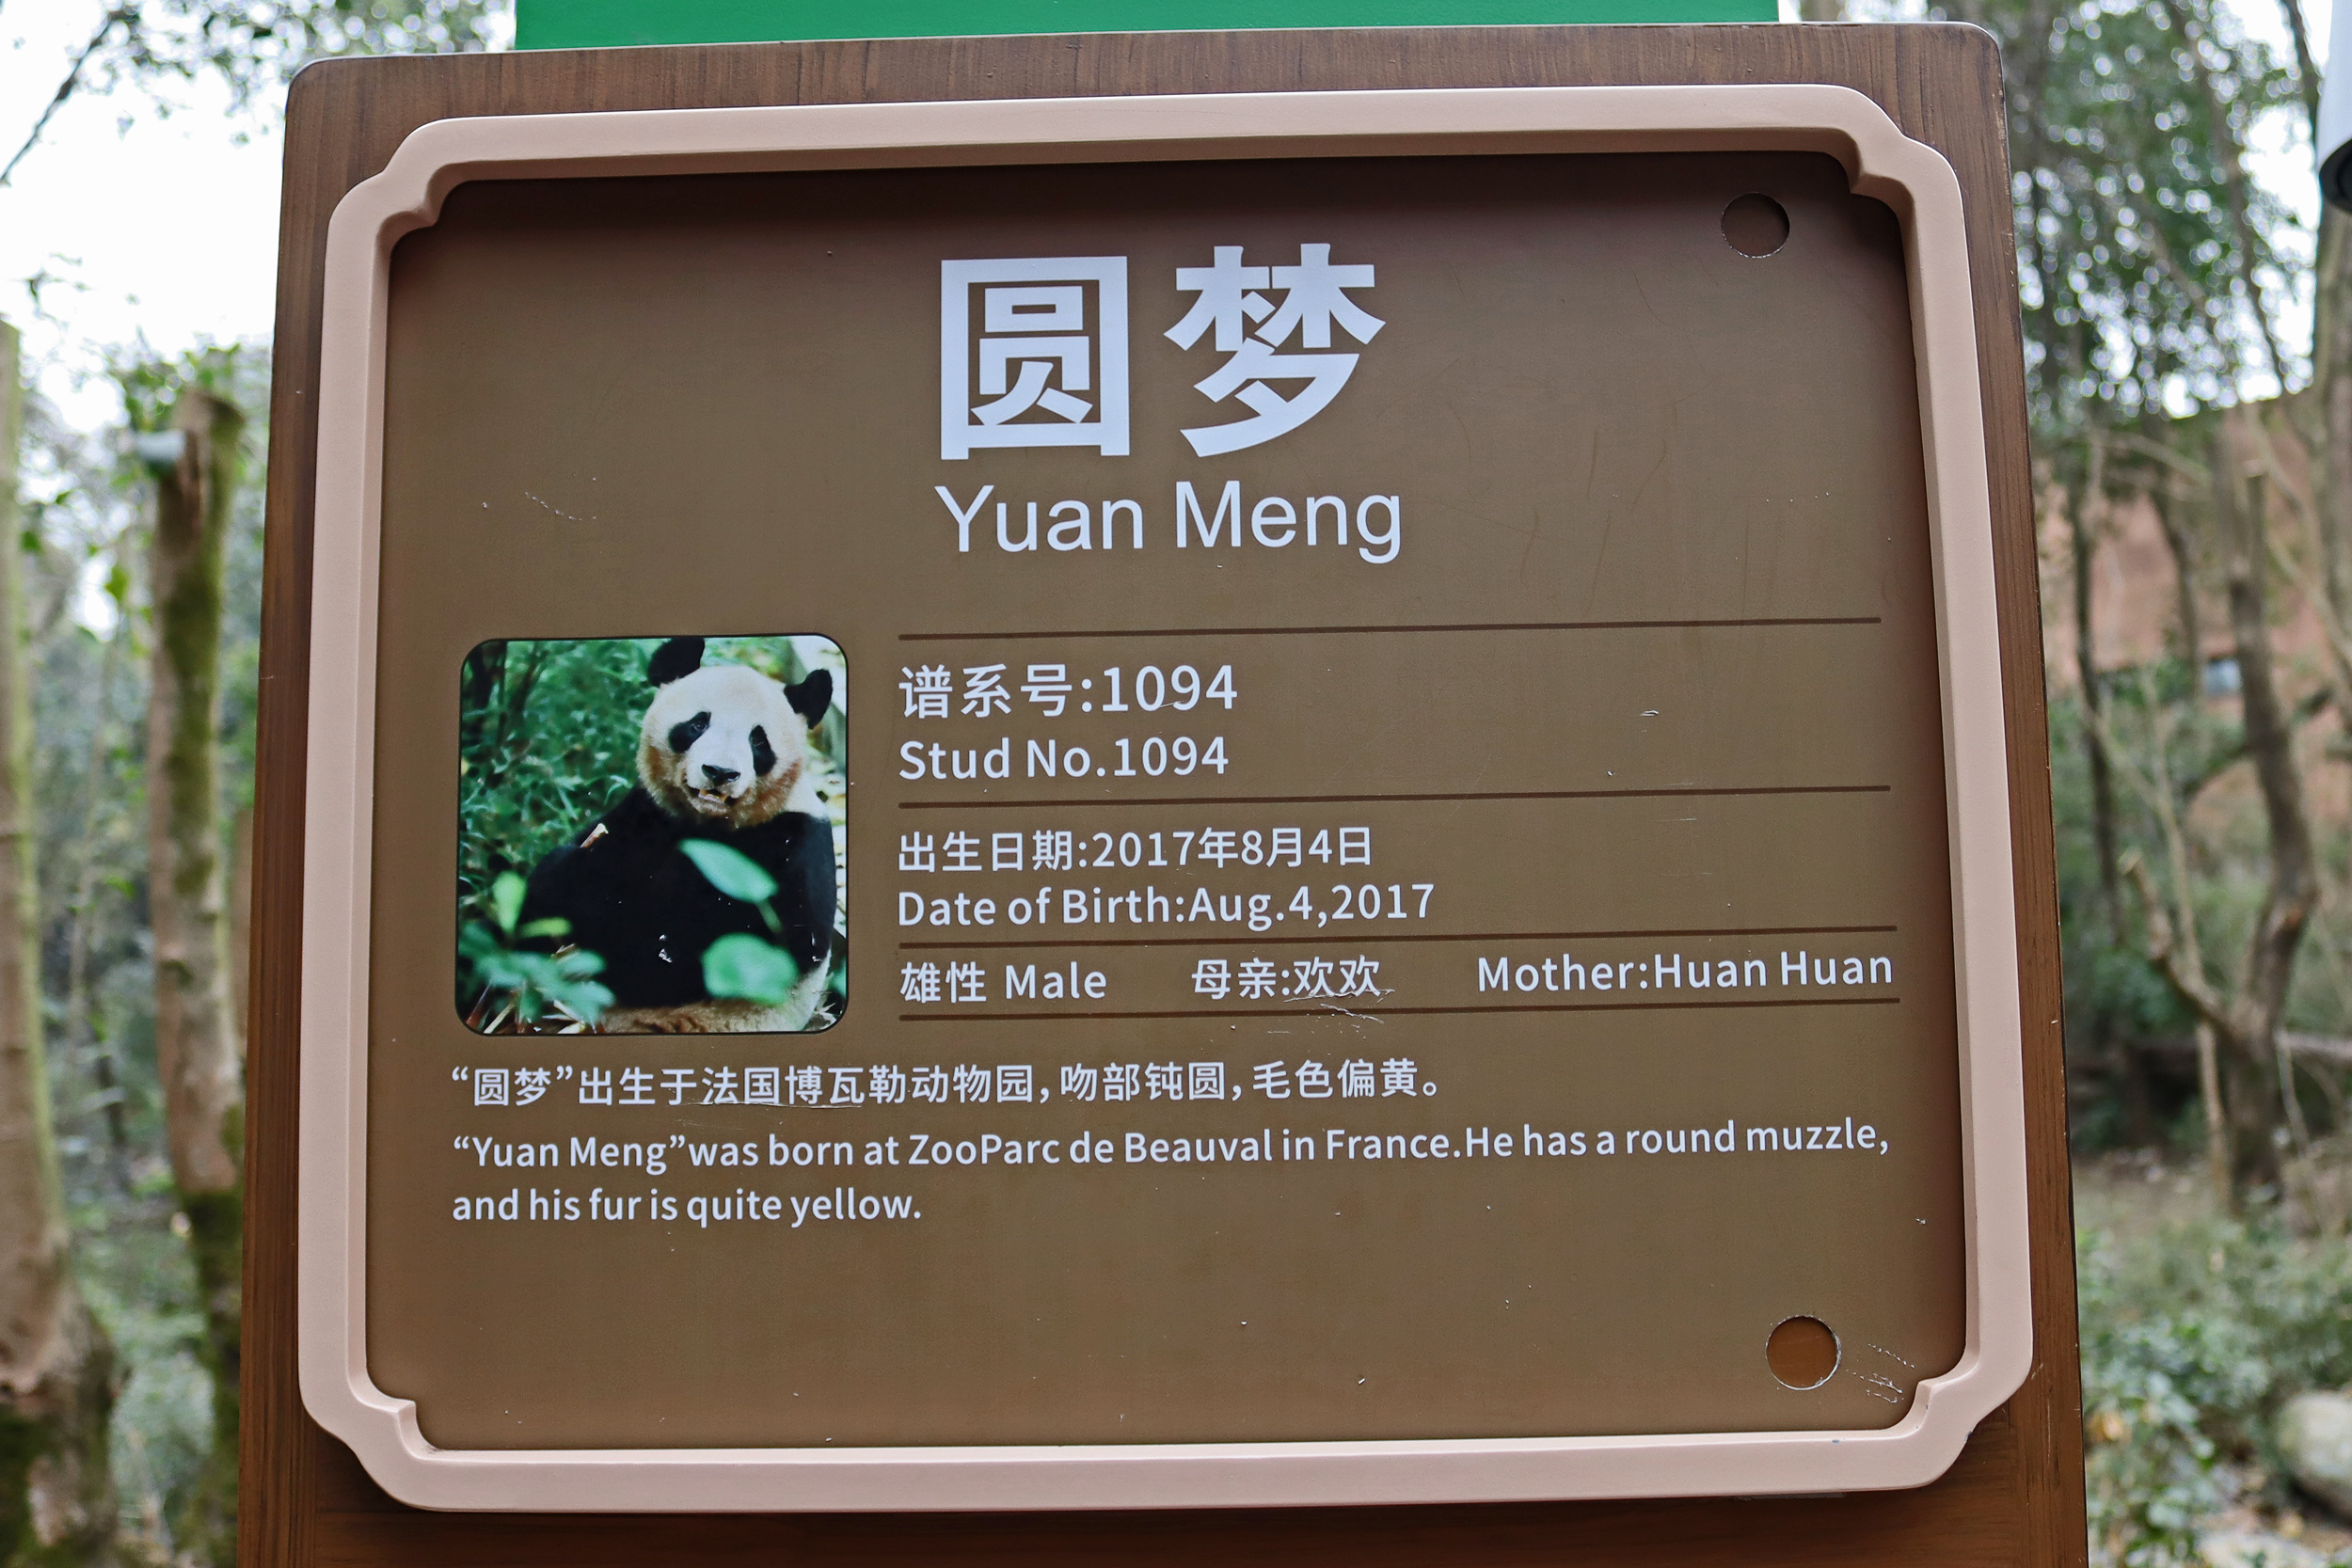 圆梦
Yuan Meng
谱系号:1094
Stud No.1094
出生日期:2017年8月4日
Date of Birth:Aug.4,2017
雄性 Male 母亲:欢欢 Mother:Huan Huan
“圆梦”出生于法国博瓦勒动物园,吻部钝圆,毛色偏黄。
“Yuan Meng”was born at ZooParc de Beauval in France.He has a round muzzle,
and his fur is quite yellow.